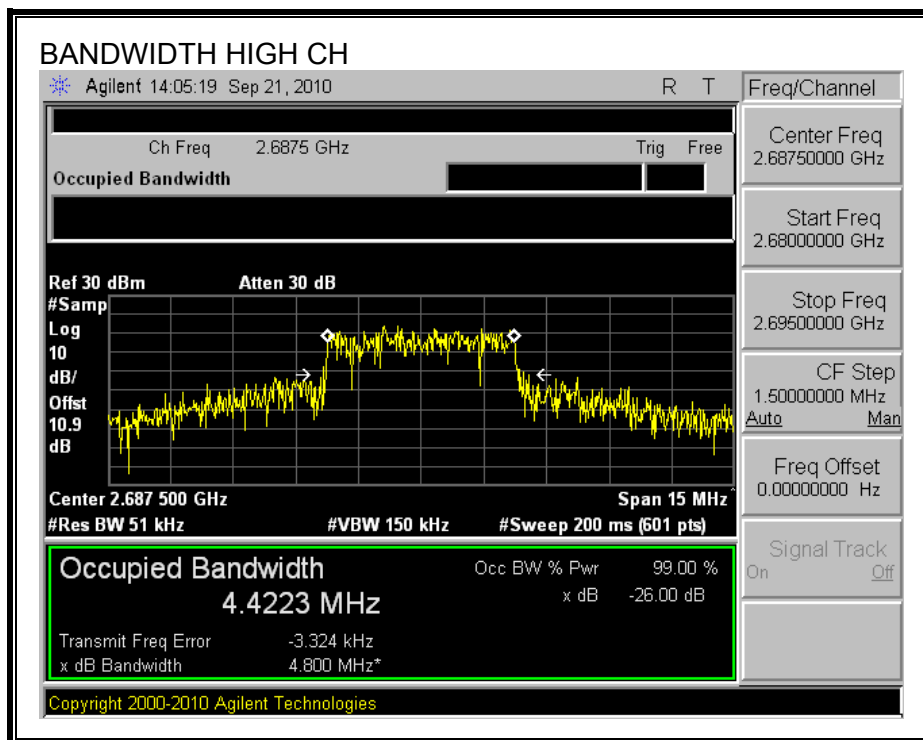 BANDWIDTH HIGH CH
Agilent 14:05:19 Sep 21, 2010 R T
Freq/Channel
Ch Freq 2.6875 GHz Trig Free
Occupied Bandwidth
Center Freq
2.68750000 GHz
Start Freq
2.68000000 GHz
Stop Freq
2.69500000 GHz
CF Step
1.50000000 MHz
Auto Man
Freq Offset
0.00000000 Hz
Signal Track
On Off
Ref 30 dBm Atten 30 dB
#Samp
Log
10
dB/
Offst
10.9
dB
Center 2.687 500 GHz Span 15 MHz^
#Res BW 51 kHz #VBW 150 kHz #Sweep 200 ms (601 pts)
Occupied Bandwidth Occ BW % Pwr 99.00 %
4.4223 MHz x dB -26.00 dB
Transmit Freq Error -3.324 kHz
x dB Bandwidth 4.800 MHz*
Copyright 2000-2010 Agilent Technologies